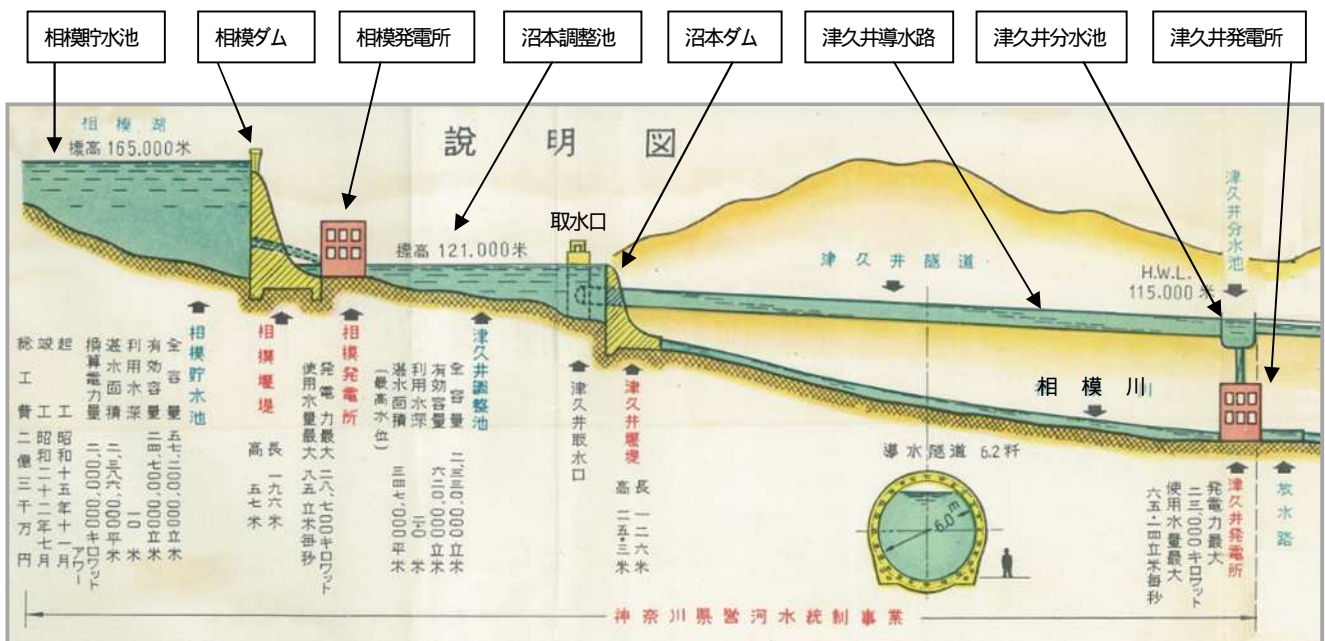 相模貯水池
相模ダム
相模発電所
沼本調整池
沼本ダム
津久井導水路
津久井分水池
津久井発電所
説明図
相模湖
標高 165.000米
標高 121.000米
取水口
津久井隧道
津久井分水池
H.W.L.
115.000米
相模川
導水隧道 6.2粁
6.0m
相模貯水池
全容量 五七,二〇〇,〇〇〇立米
有効容量 二四,七〇〇,〇〇〇立米
利用水深 一〇米
湛水面積 二,三八六,〇〇〇平米
換算電力量 二,〇〇〇,〇〇〇キロワットアワー
起工 昭和十五年十一月
竣工 昭和二十二年七月
総工費 二億三千万円
相模堰堤
長 一九六米
高 五七米
相模発電所
発電力最大 二八,七〇〇キロワット
使用水量最大 八五立米毎秒
津久井調整池
全容量 二,三三〇,〇〇〇立米
有効容量 六二〇,〇〇〇立米
利用水深 二・〇米
湛水面積 三四七,〇〇〇平米
(最高水位)
津久井取水口
津久井堰堤
長 一二六米
高 二五・三米
放水路
津久井発電所
発電力最大
二三,〇〇〇キロワット
使用水量最大
六五・一四立米毎秒
神奈川県営河水統制事業